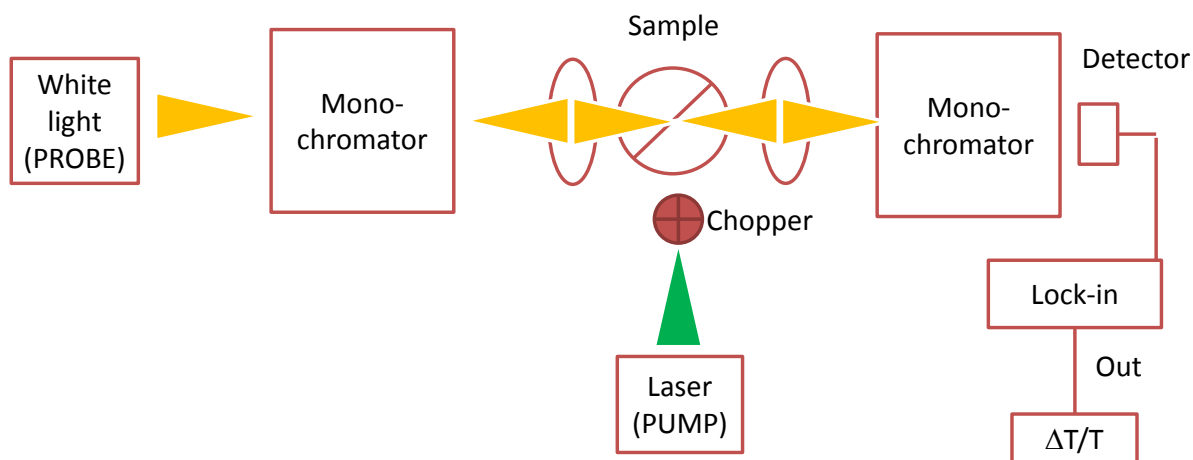 White
light
(PROBE)
Mono-
chromator
Sample
Mono-
chromator
Detector
Chopper
Laser
(PUMP)
Lock-in
Out
ΔT/T